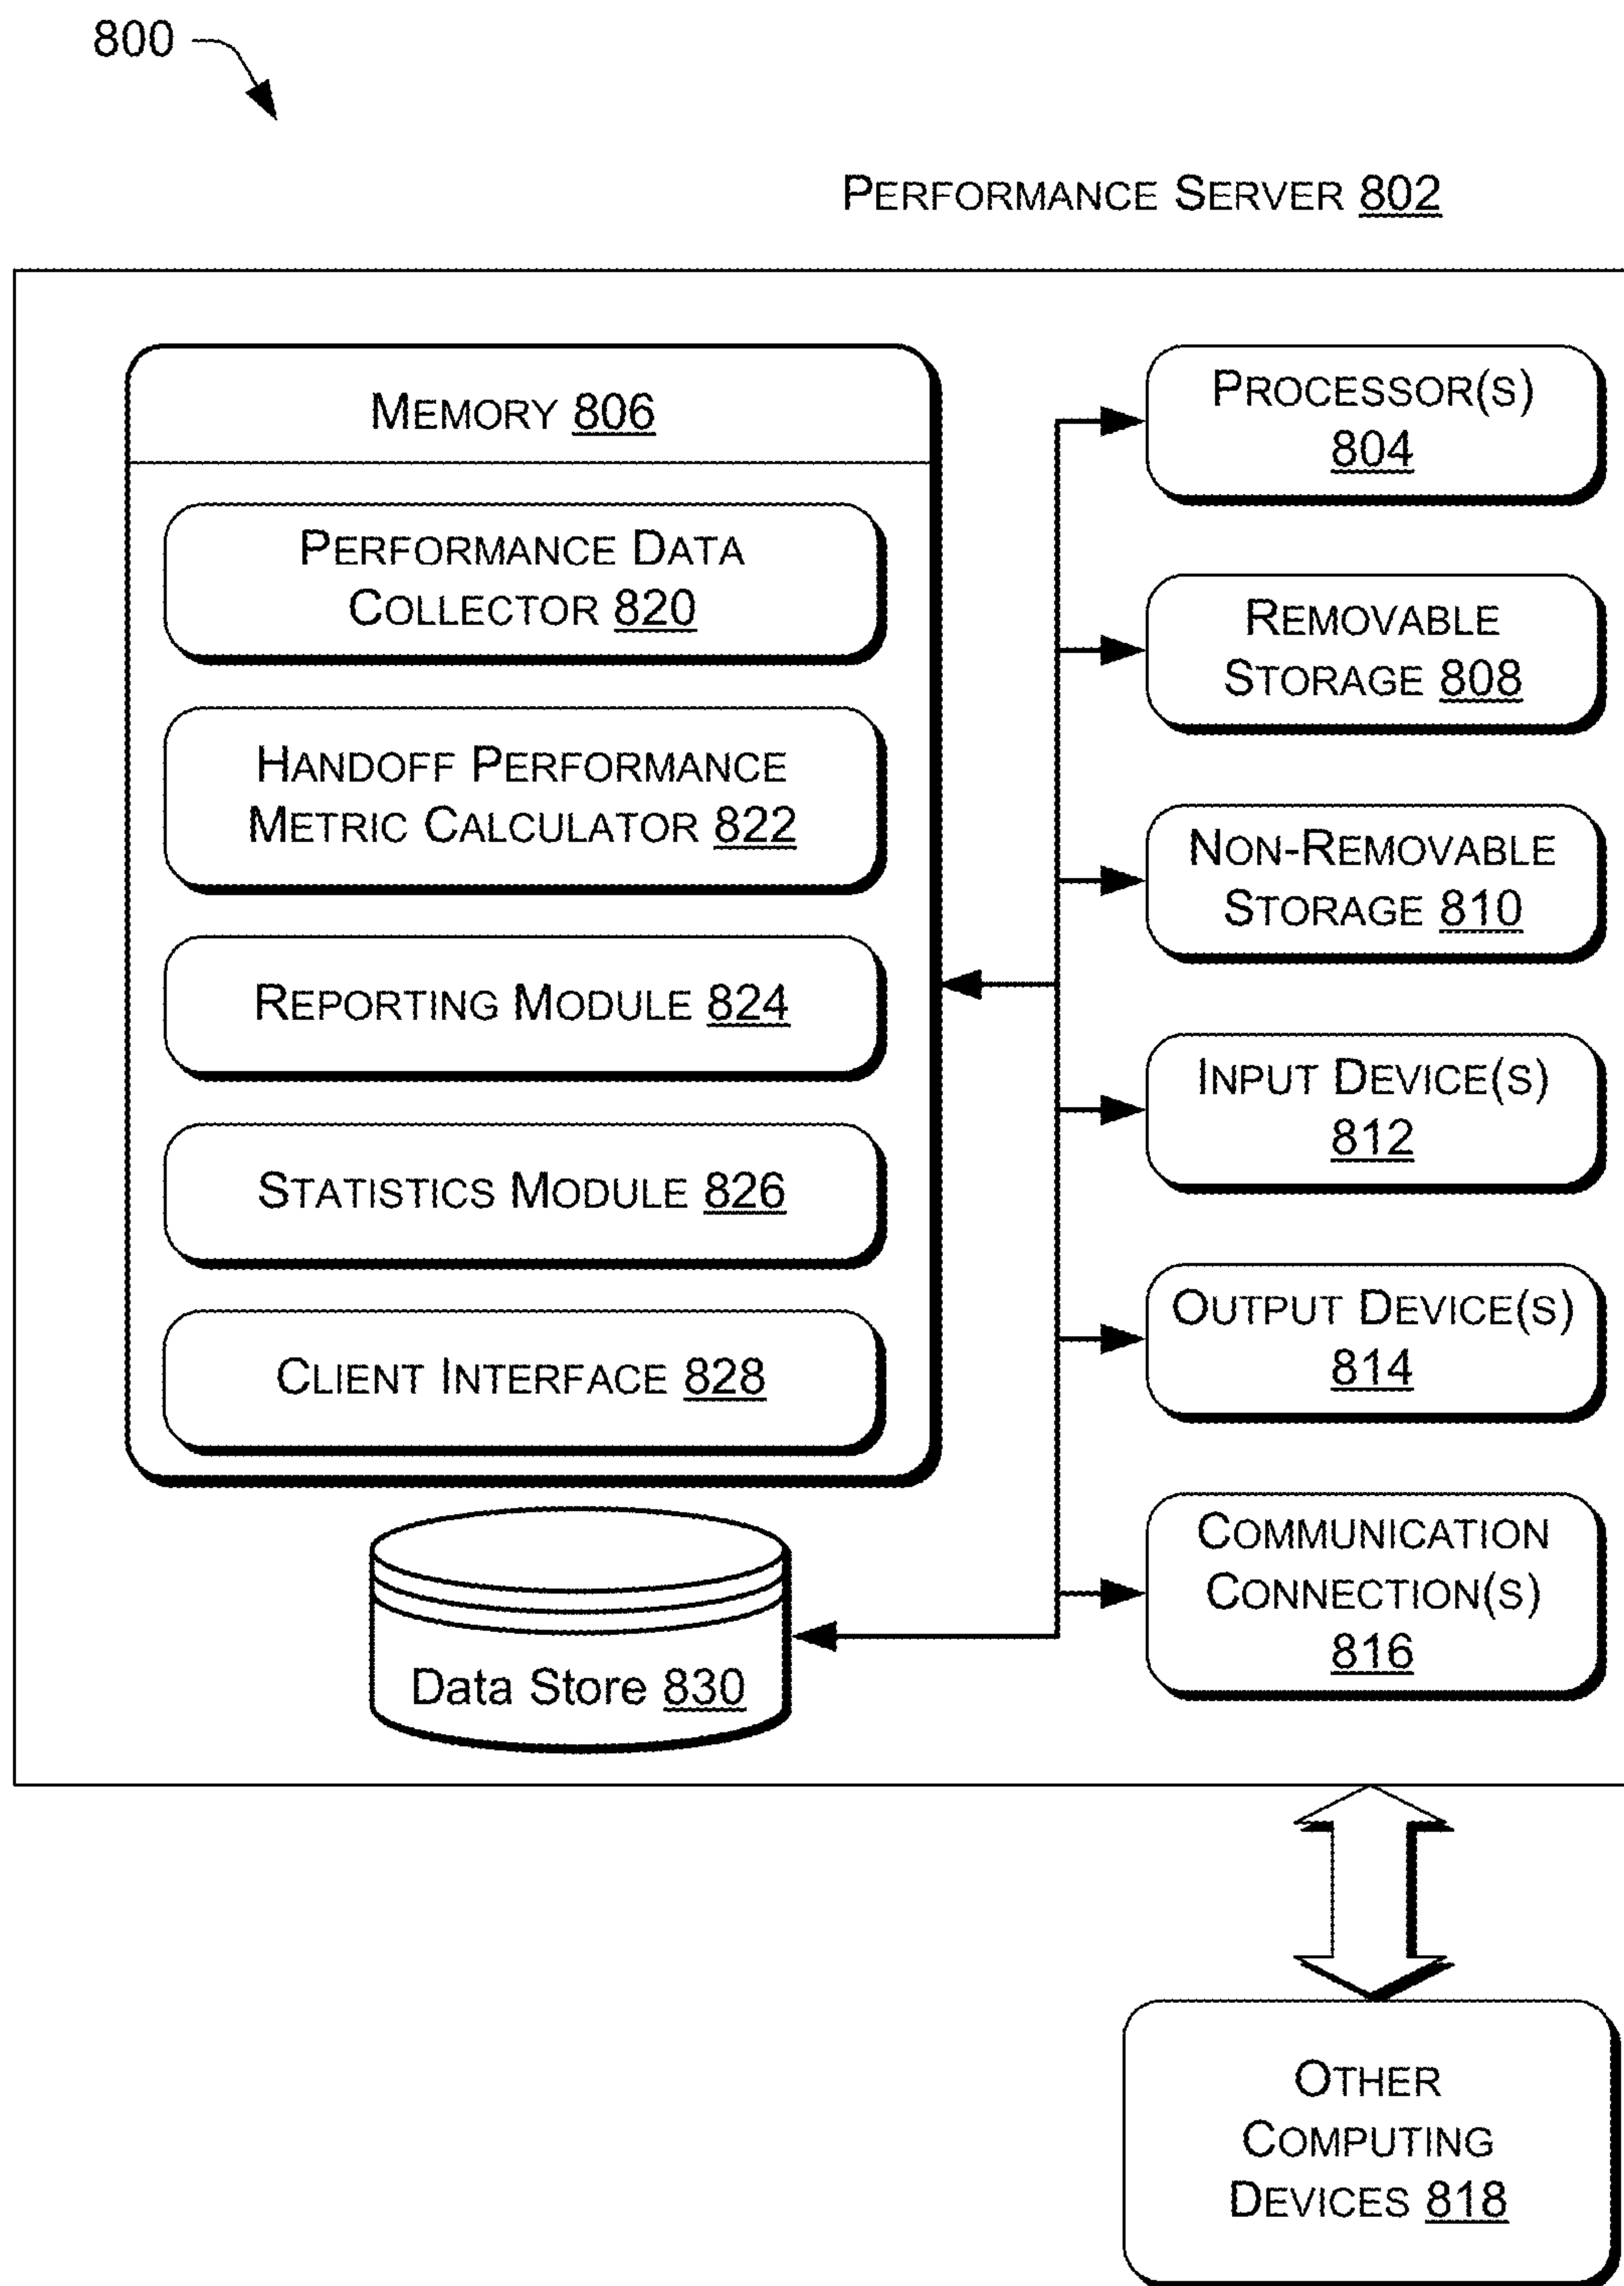 800
PERFORMANCE SERVER 802
MEMORY 806
PERFORMANCE DATA
COLLECTOR 820
HANDOFF PERFORMANCE
METRIC CALCULATOR 822
REPORTING MODULE 824
STATISTICS MODULE 826
CLIENT INTERFACE 828
Data Store 830
PROCESSOR(S)
804
REMOVABLE
STORAGE 808
NON-REMOVABLE
STORAGE 810
INPUT DEVICE(S)
812
OUTPUT DEVICE(S)
814
COMMUNICATION
CONNECTION(S)
816
OTHER
COMPUTING
DEVICES 818